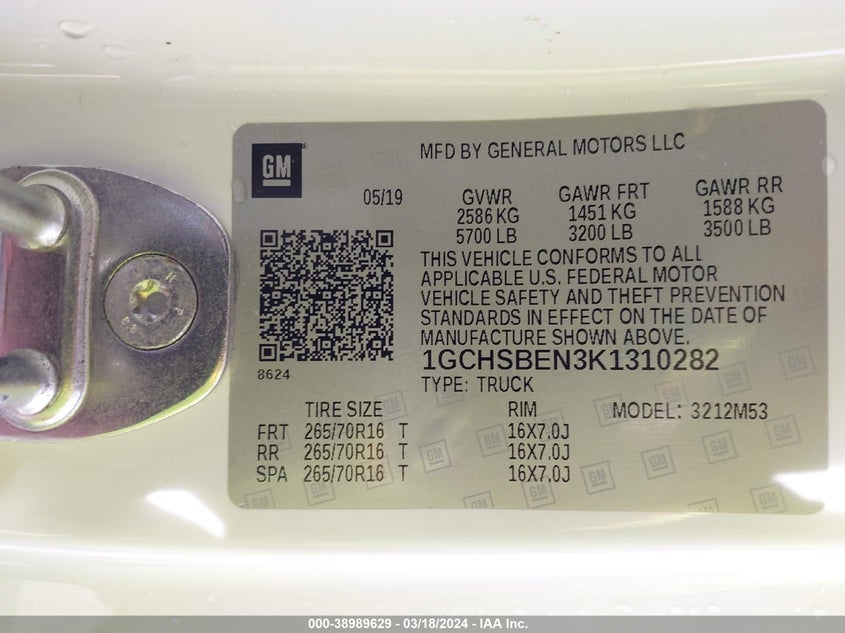 GM
MFD BY GENERAL MOTORS LLC
05/19 GVWR GAWR FRT GAWR RR
2586 KG 1451 KG 1588 KG
5700 LB 3200 LB 3500 LB
THIS VEHICLE CONFORMS TO ALL
APPLICABLE U.S. FEDERAL MOTOR
VEHICLE SAFETY AND THEFT PREVENTION
STANDARDS IN EFFECT ON THE DATE OF
MANUFACTURE SHOWN ABOVE.
8624
1GCHSBEN3K1310282
TYPE: TRUCK
TIRE SIZE RIM MODEL: 3212M53
FRT 265/70R16 T 16X7.0J
RR 265/70R16 T 16X7.0J
SPA 265/70R16 T 16X7.0J
000-38989629 - 03/18/2024 - IAA Inc.